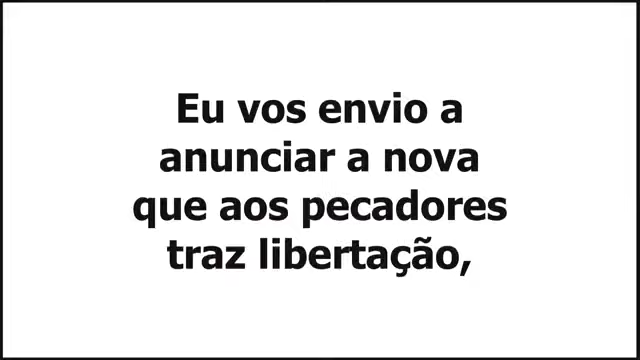 Eu vos envio a
anunciar a nova
que aos pecadores
traz libertação,